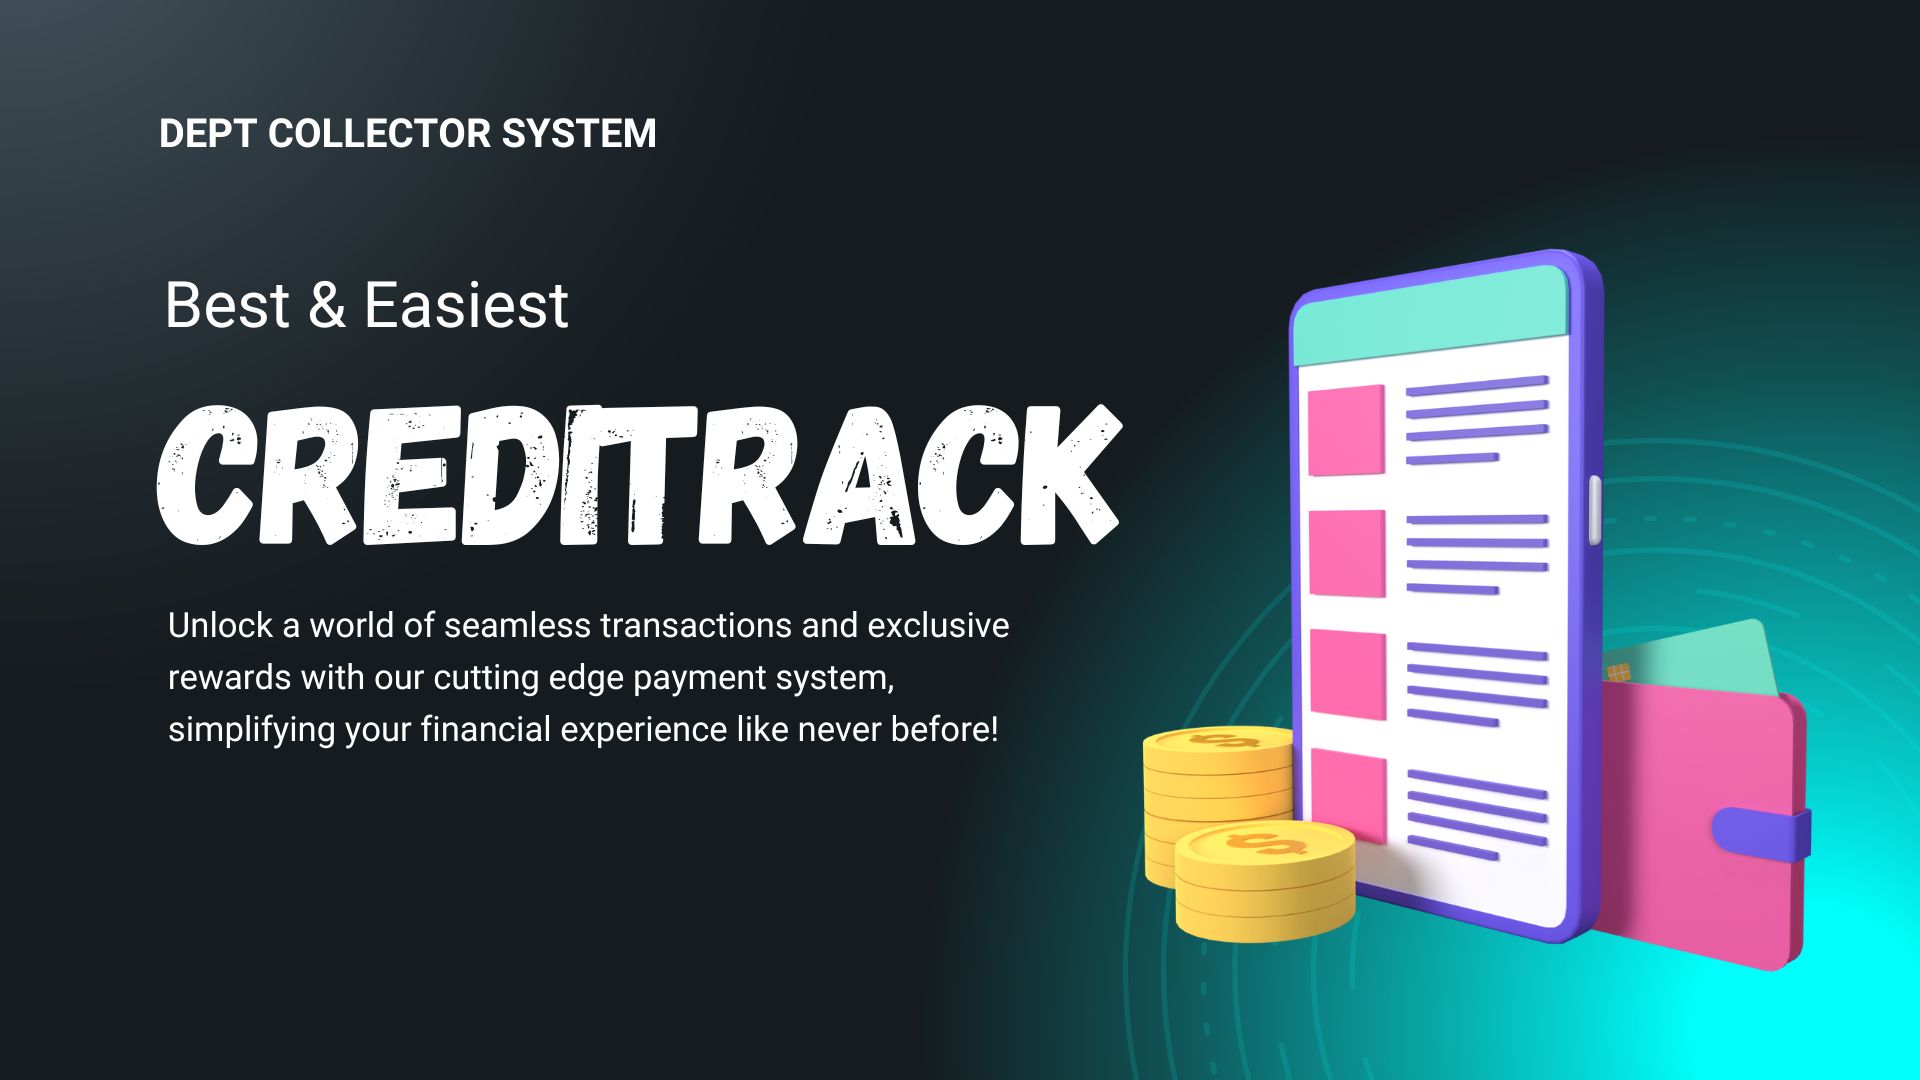 DEPT COLLECTOR SYSTEM
Best & Easiest
CREDITRACK
Unlock a world of seamless transactions and exclusive
rewards with our cutting edge payment system,
simplifying your financial experience like never before!
$
$